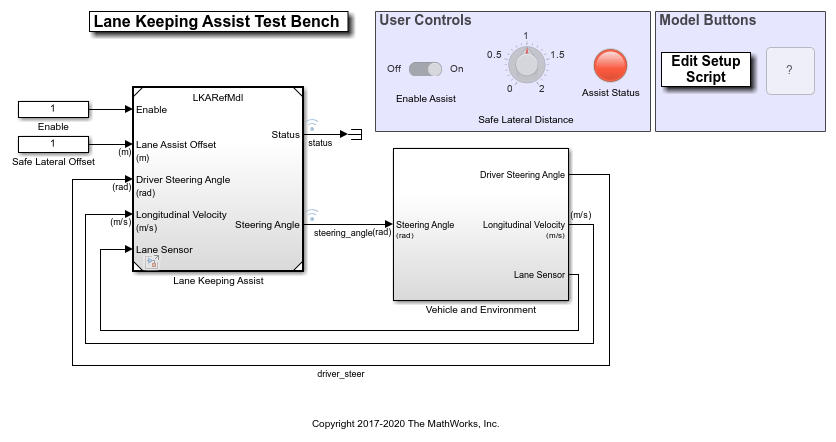 Lane Keeping Assist Test Bench
User Controls
Off
On
Enable Assist
0
0.5
1
1.5
2
Safe Lateral Distance
Assist Status
Model Buttons
Edit Setup
Script
?
1
Enable
1
Safe Lateral Offset
LKARefMdl
Enable
(m)
Lane Assist Offset
(m)
(rad)
Driver Steering Angle
(rad)
(m/s)
Longitudinal Velocity
(m/s)
Lane Sensor
Status
status
Steering Angle
steering_angle
Lane Keeping Assist
(rad)
Steering Angle
(rad)
Driver Steering Angle
Longitudinal Velocity
(m/s)
(m/s)
Lane Sensor
Vehicle and Environment
driver_steer
Copyright 2017-2020 The MathWorks, Inc.